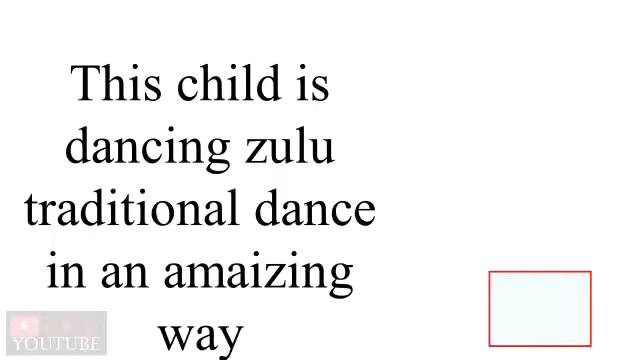 This child is
dancing zulu
traditional dance
in an amaizing
way
YOUTUBE